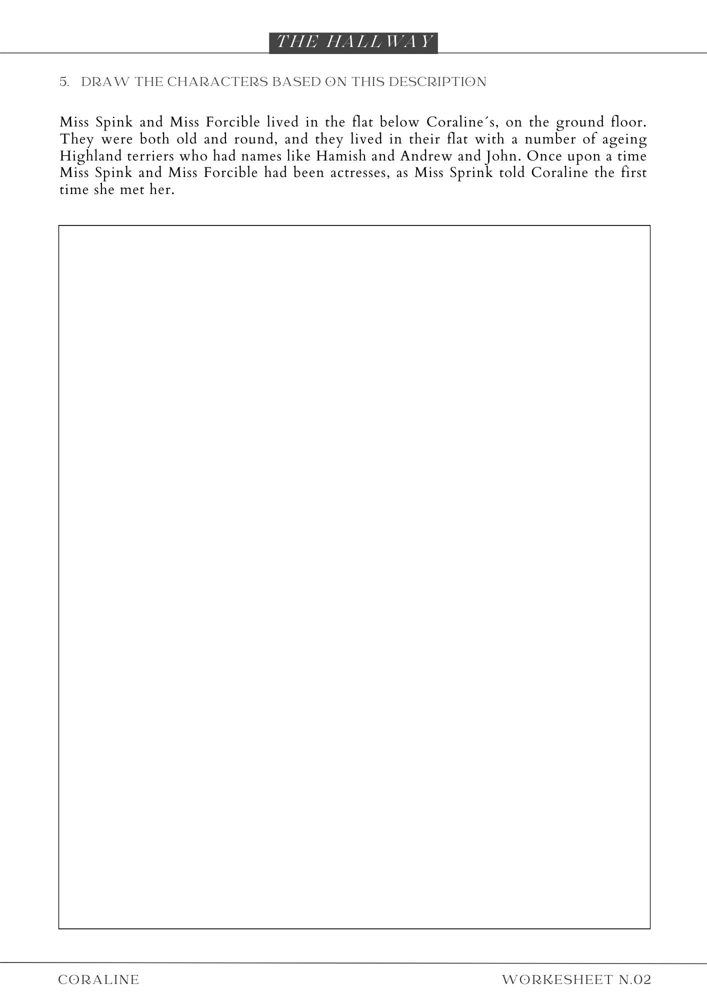 THE HALLWAY
5. DRAW THE CHARACTERS BASED ON THIS DESCRIPTION
Miss Spink and Miss Forcible lived in the flat below Coraline´s, on the ground floor.
They were both old and round, and they lived in their flat with a number of ageing
Highland terriers who had names like Hamish and Andrew and John. Once upon a time
Miss Spink and Miss Forcible had been actresses, as Miss Sprink told Coraline the first
time she met her.
CORALINE
WORKESHEET N.02